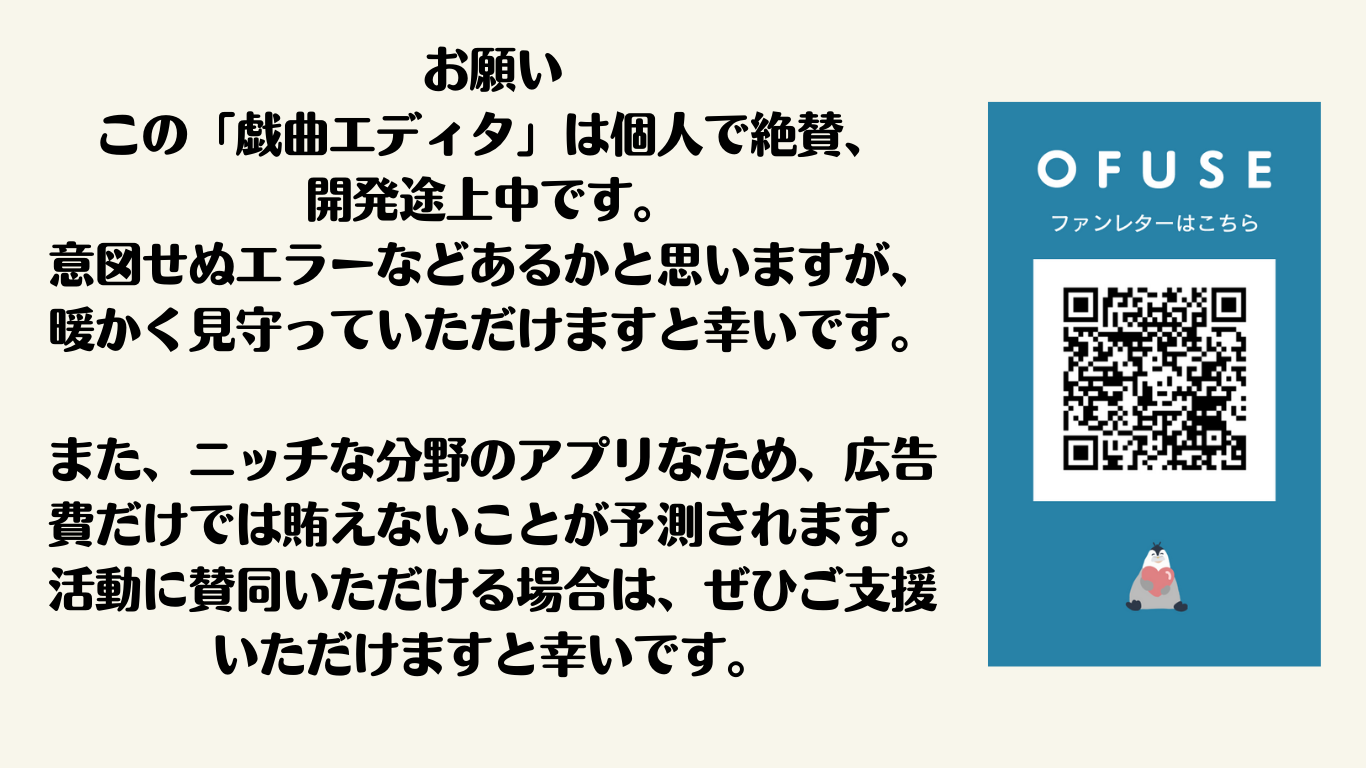 お願い
この「戯曲エディタ」は個人で絶賛、
開発途上中です。
意図せぬエラーなどあるかと思いますが、
暖かく見守っていただけますと幸いです。
また、ニッチな分野のアプリなため、広告
費だけでは賄えないことが予測されます。
活動に賛同いただける場合は、ぜひご支援
いただけますと幸いです。
OFUSE
ファンレターはこちら